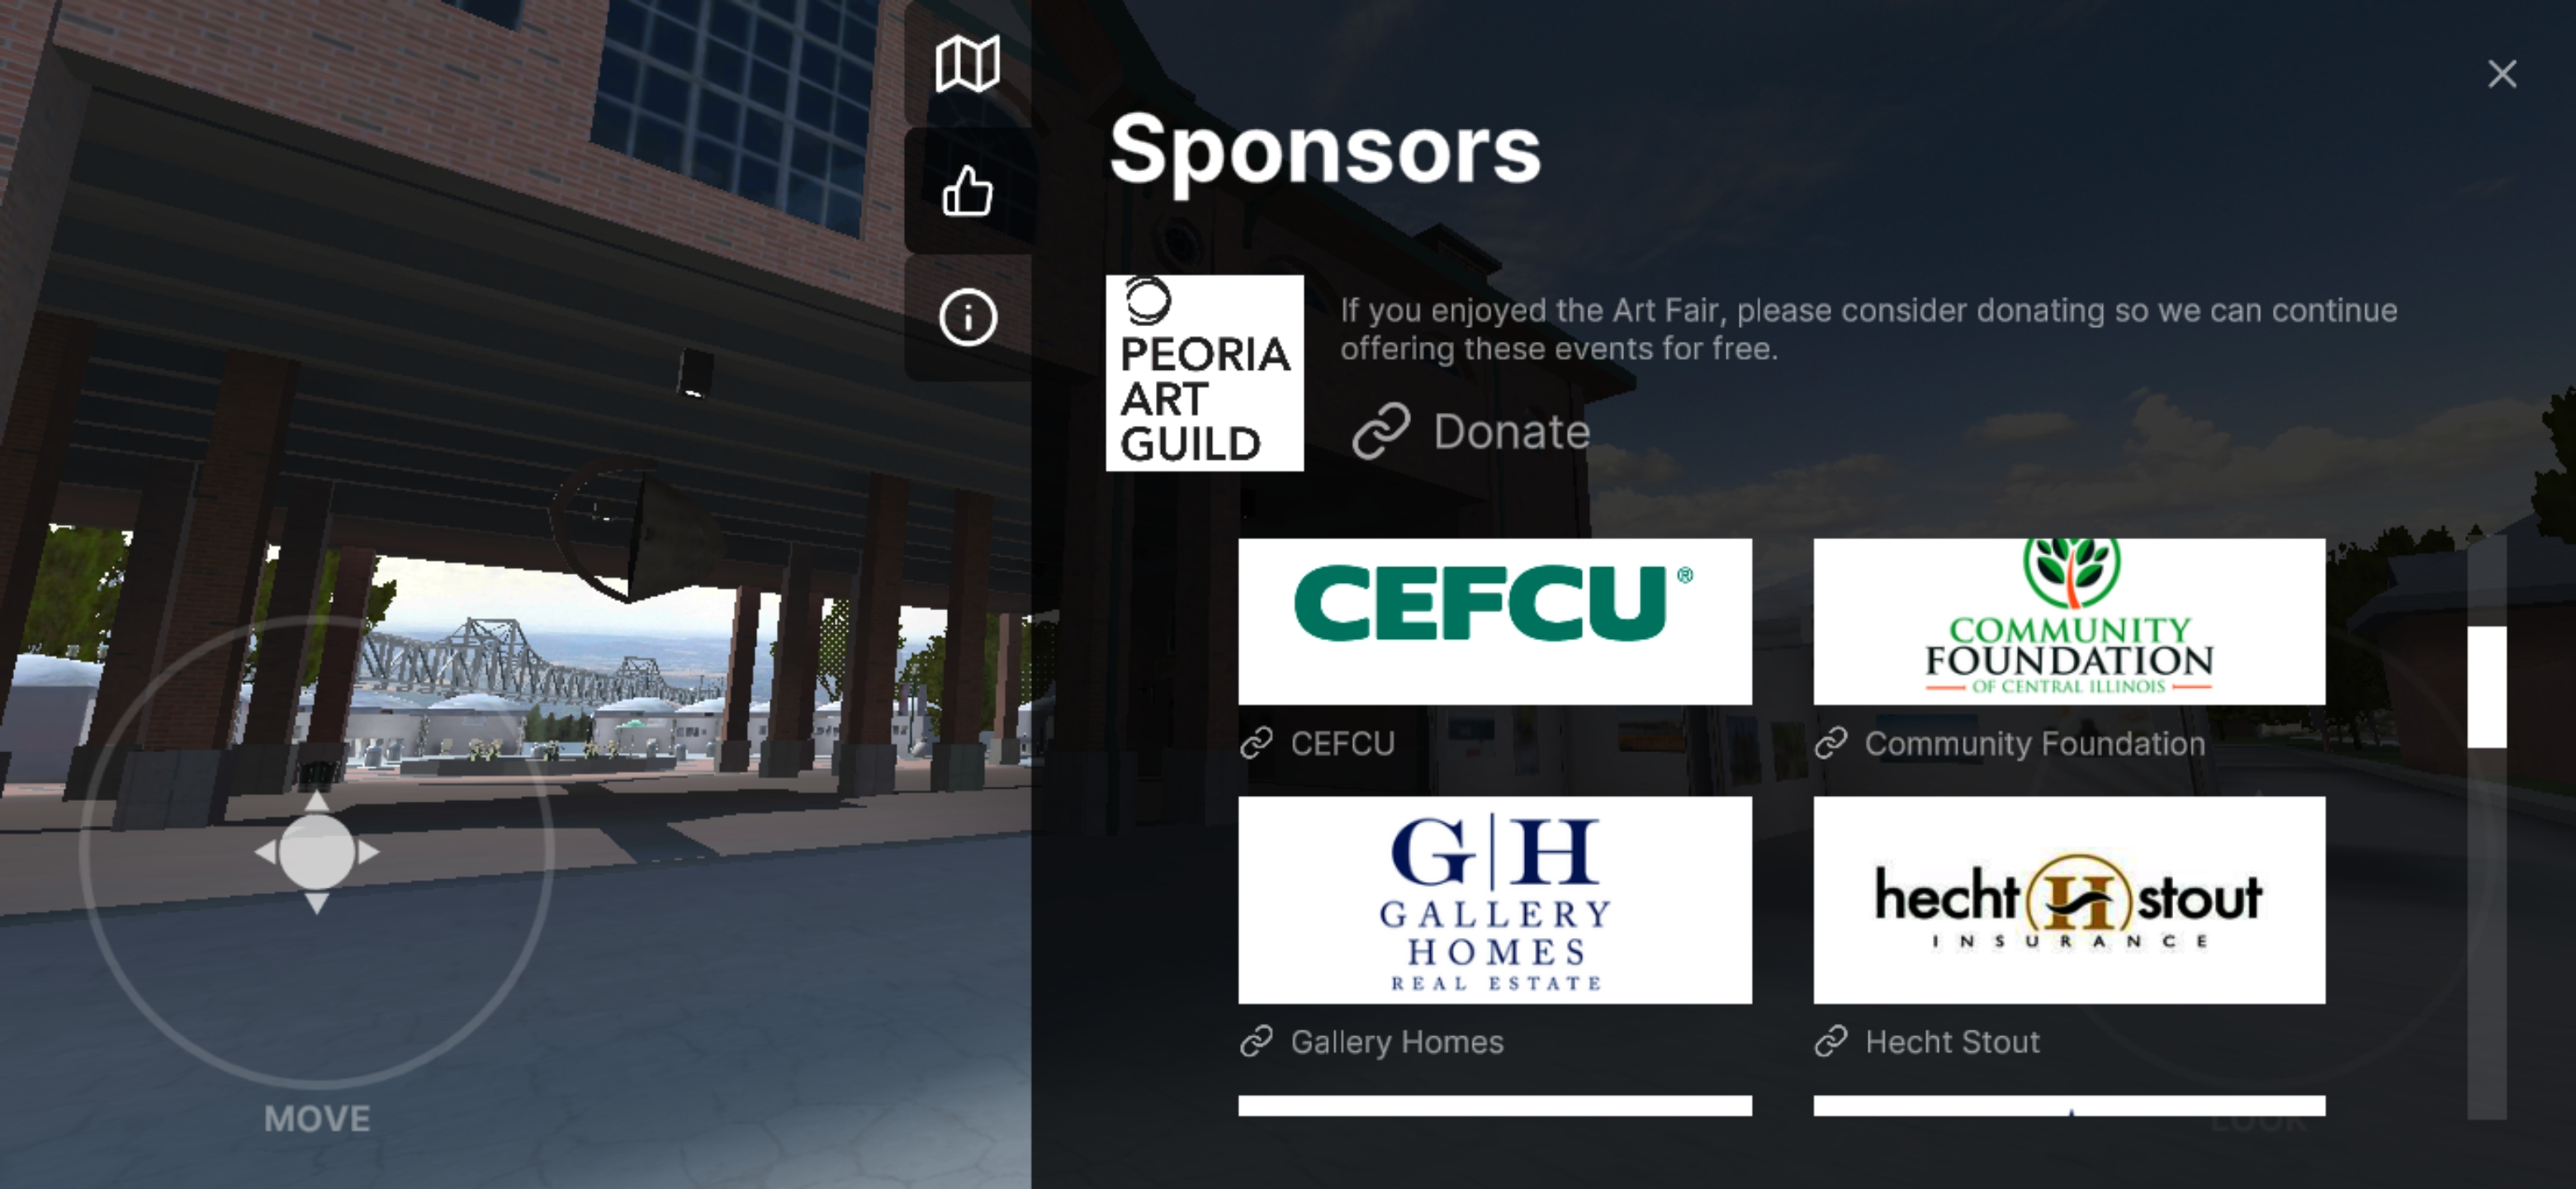 Sponsors
PEORIA
ART
GUILD
If you enjoyed the Art Fair, please consider donating so we can continue
offering these events for free.
Donate
CEFCU®
COMMUNITY
FOUNDATION
OF CENTRAL ILLINOIS
CEFCU
Community Foundation
G|H
GALLERY
HOMES
REAL ESTATE
hecht H stout
INSURANCE
Gallery Homes
Hecht Stout
MOVE
LOOK